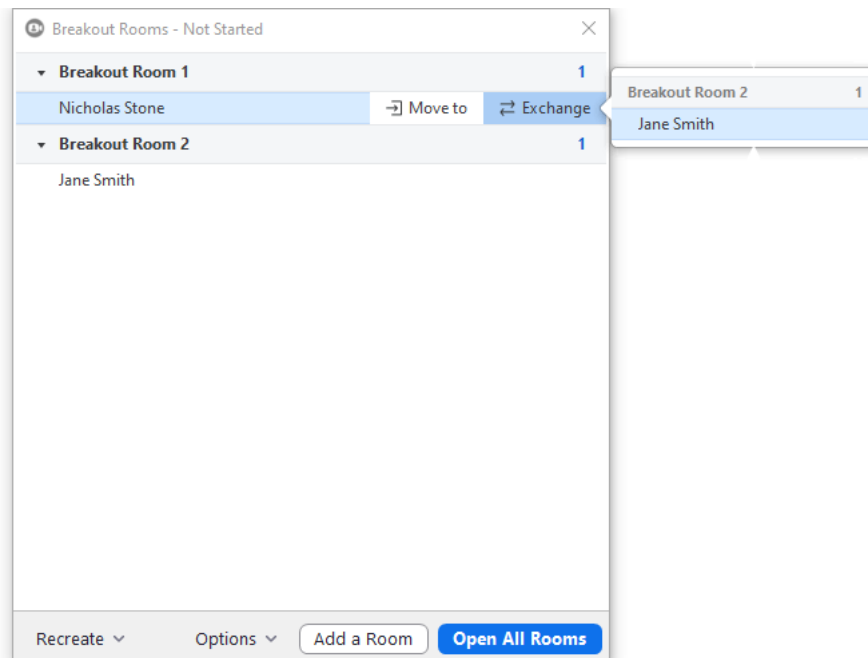 Breakout Rooms - Not Started
Breakout Room 1 1
Nicholas Stone Move to Exchange
Breakout Room 2 1
Jane Smith
Breakout Room 2 1
Jane Smith
Recreate Options Add a Room Open All Rooms